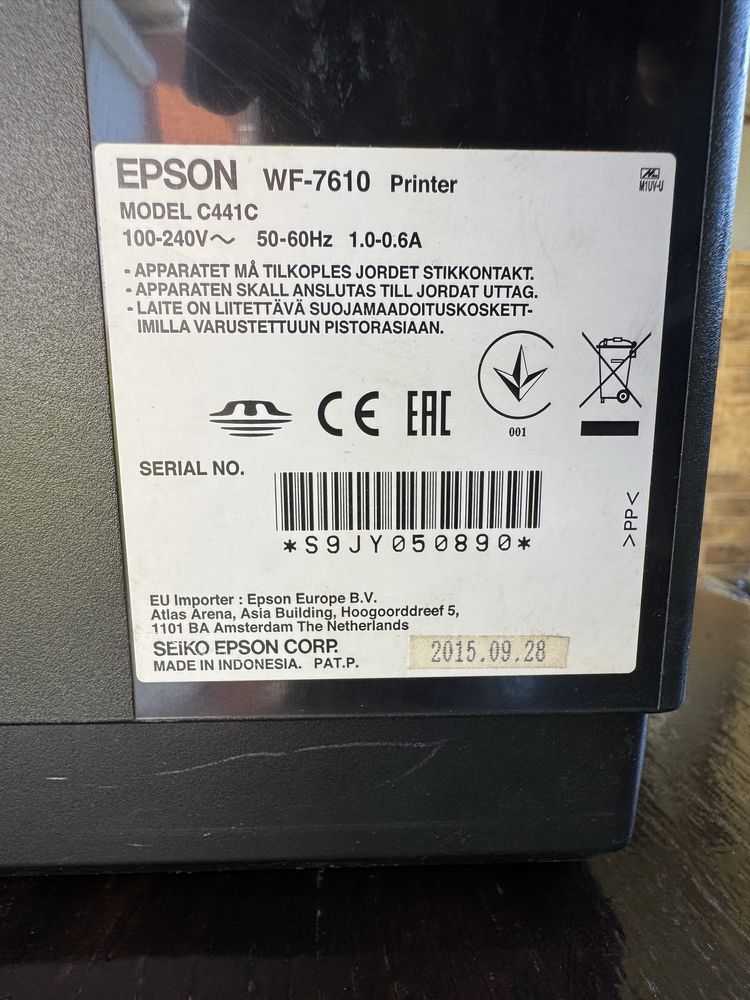 EPSON WF-7610 Printer
M1UV-U
MODEL C441C
100-240V～ 50-60Hz 1.0-0.6A
- APPARATET MÅ TILKOPLES JORDET STIKKONTAKT.
- APPARATEN SKALL ANSLUTAS TILL JORDAT UTTAG.
- LAITE ON LIITETTÄVÄ SUOJAMAADOITUSKOSKETT-
IMILLA VARUSTETTUUN PISTORASIAAN.
CE EAC
001
SERIAL NO.
*S9JY050890*
>PP<
EU Importer : Epson Europe B.V.
Atlas Arena, Asia Building, Hoogoorddreef 5,
1101 BA Amsterdam The Netherlands
SEIKO EPSON CORP.
MADE IN INDONESIA. PAT.P.
2015.09.28